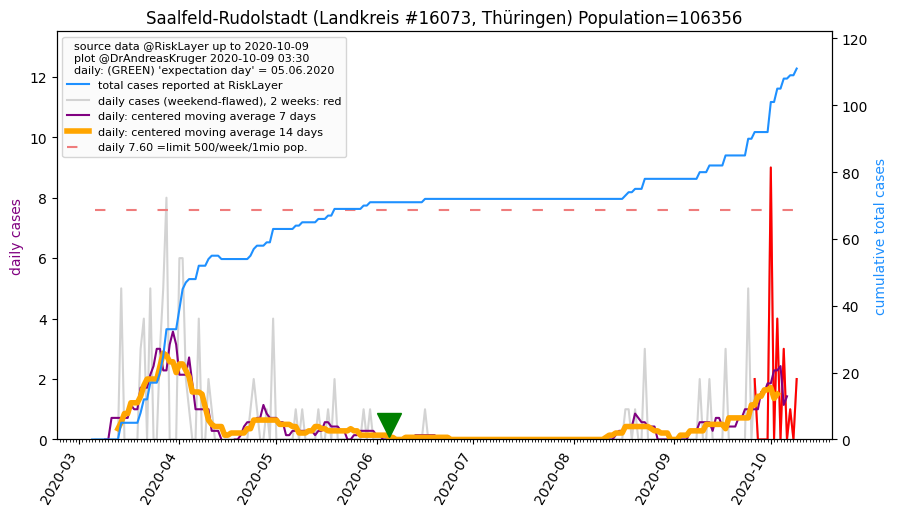 Saalfeld-Rudolstadt (Landkreis #16073, Thüringen) Population=106356
source data @RiskLayer up to 2020-10-09
plot @DrAndreasKruger 2020-10-09 03:30
daily: (GREEN) 'expectation day' = 05.06.2020
total cases reported at RiskLayer
daily cases (weekend-flawed), 2 weeks: red
daily: centered moving average 7 days
daily: centered moving average 14 days
daily 7.60 =limit 500/week/1mio pop.
daily cases
0
2
4
6
8
10
12
cumulative total cases
0
20
40
60
80
100
120
2020-03
2020-04
2020-05
2020-06
2020-07
2020-08
2020-09
2020-10